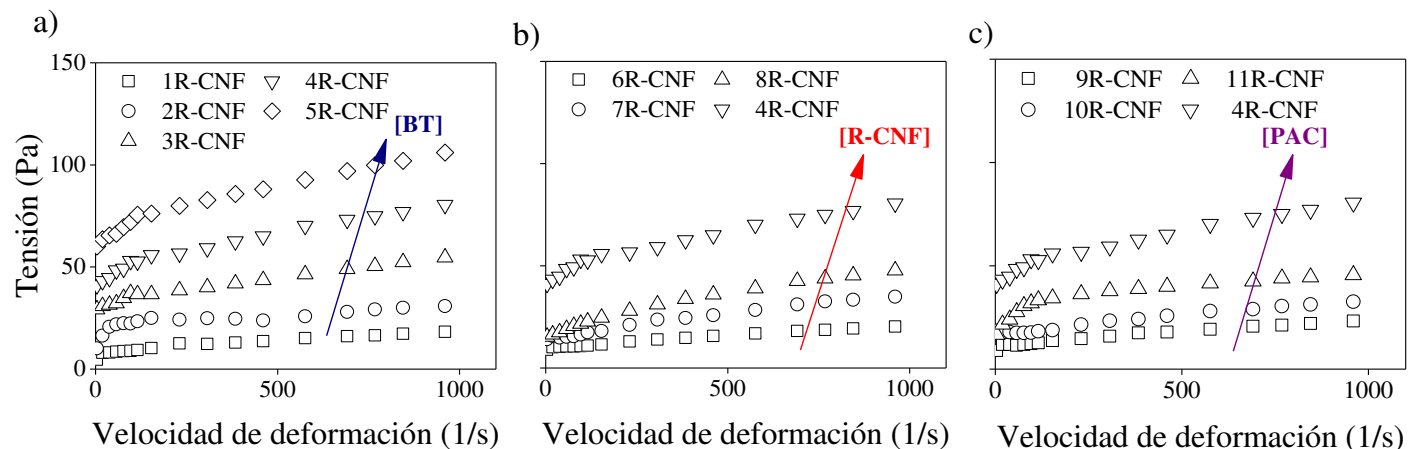 a)
150
100
50
0
Tensión (Pa)
1R-CNF
4R-CNF
2R-CNF
5R-CNF
3R-CNF
[BT]
0
500
1000
Velocidad de deformación (1/s)
b)
6R-CNF
8R-CNF
7R-CNF
4R-CNF
[R-CNF]
0
500
1000
Velocidad de deformación (1/s)
c)
9R-CNF
11R-CNF
10R-CNF
4R-CNF
[PAC]
0
500
1000
Velocidad de deformación (1/s)